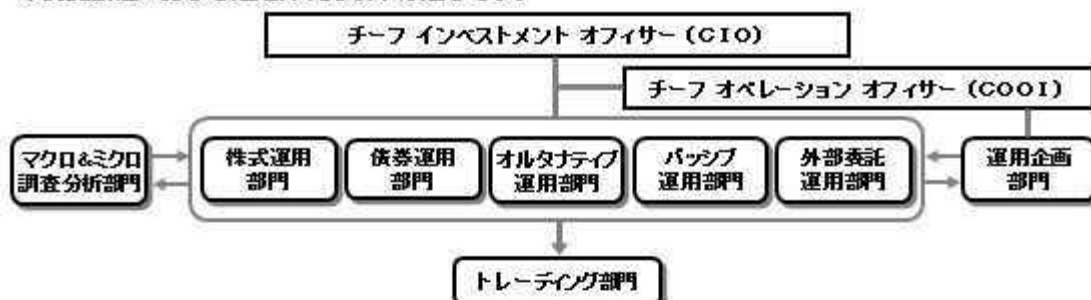 チーフ インベストメント オフィサー（CIO）
チーフ オペレーション オフィサー（COOI）
マクロ&ミクロ
調査分析部門
株式運用
部門
債券運用
部門
オルタナティブ
運用部門
パッシブ
運用部門
外部委託
運用部門
運用企画
部門
トレーディング部門